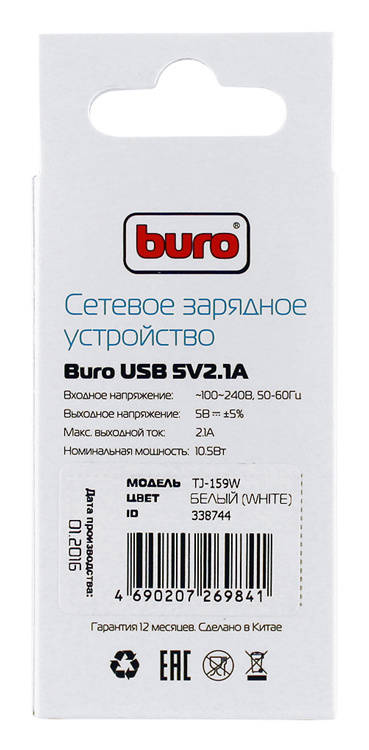 buro®
Сетевое зарядное
устройство
Buro USB 5V2.1A
Входное напряжение: ~100~240В, 50-60Гц
Выходное напряжение: 5В ⎓ ±5%
Макс. выходной ток: 2.1А
Номинальная мощность: 10.5Вт
МОДЕЛЬ TJ-159W
ЦВЕТ БЕЛЫЙ (WHITE)
ID 338744
Дата производства:
01.2016
4 690207 269841
Гарантия 12 месяцев. Сделано в Китае
EAC